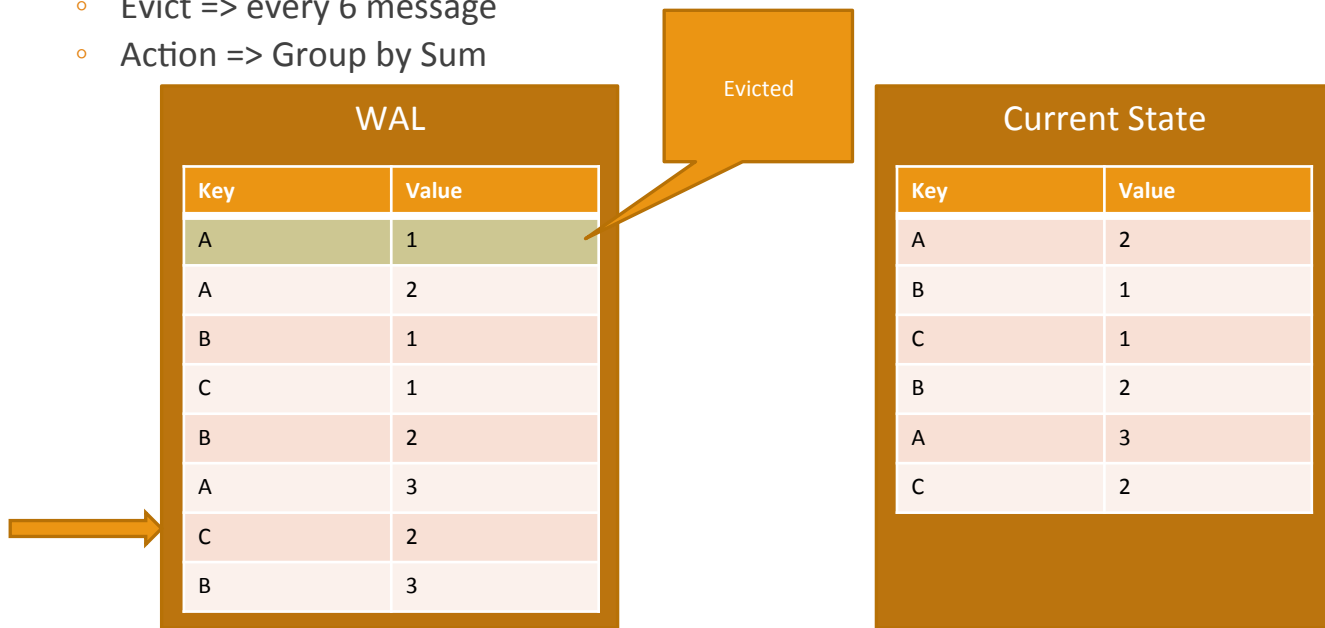 Evict => every 6 message
Action => Group by Sum
Evicted
WAL
Key Value
A 1
A 2
B 1
C 1
B 2
A 3
C 2
B 3
Current State
Key Value
A 2
B 1
C 1
B 2
A 3
C 2